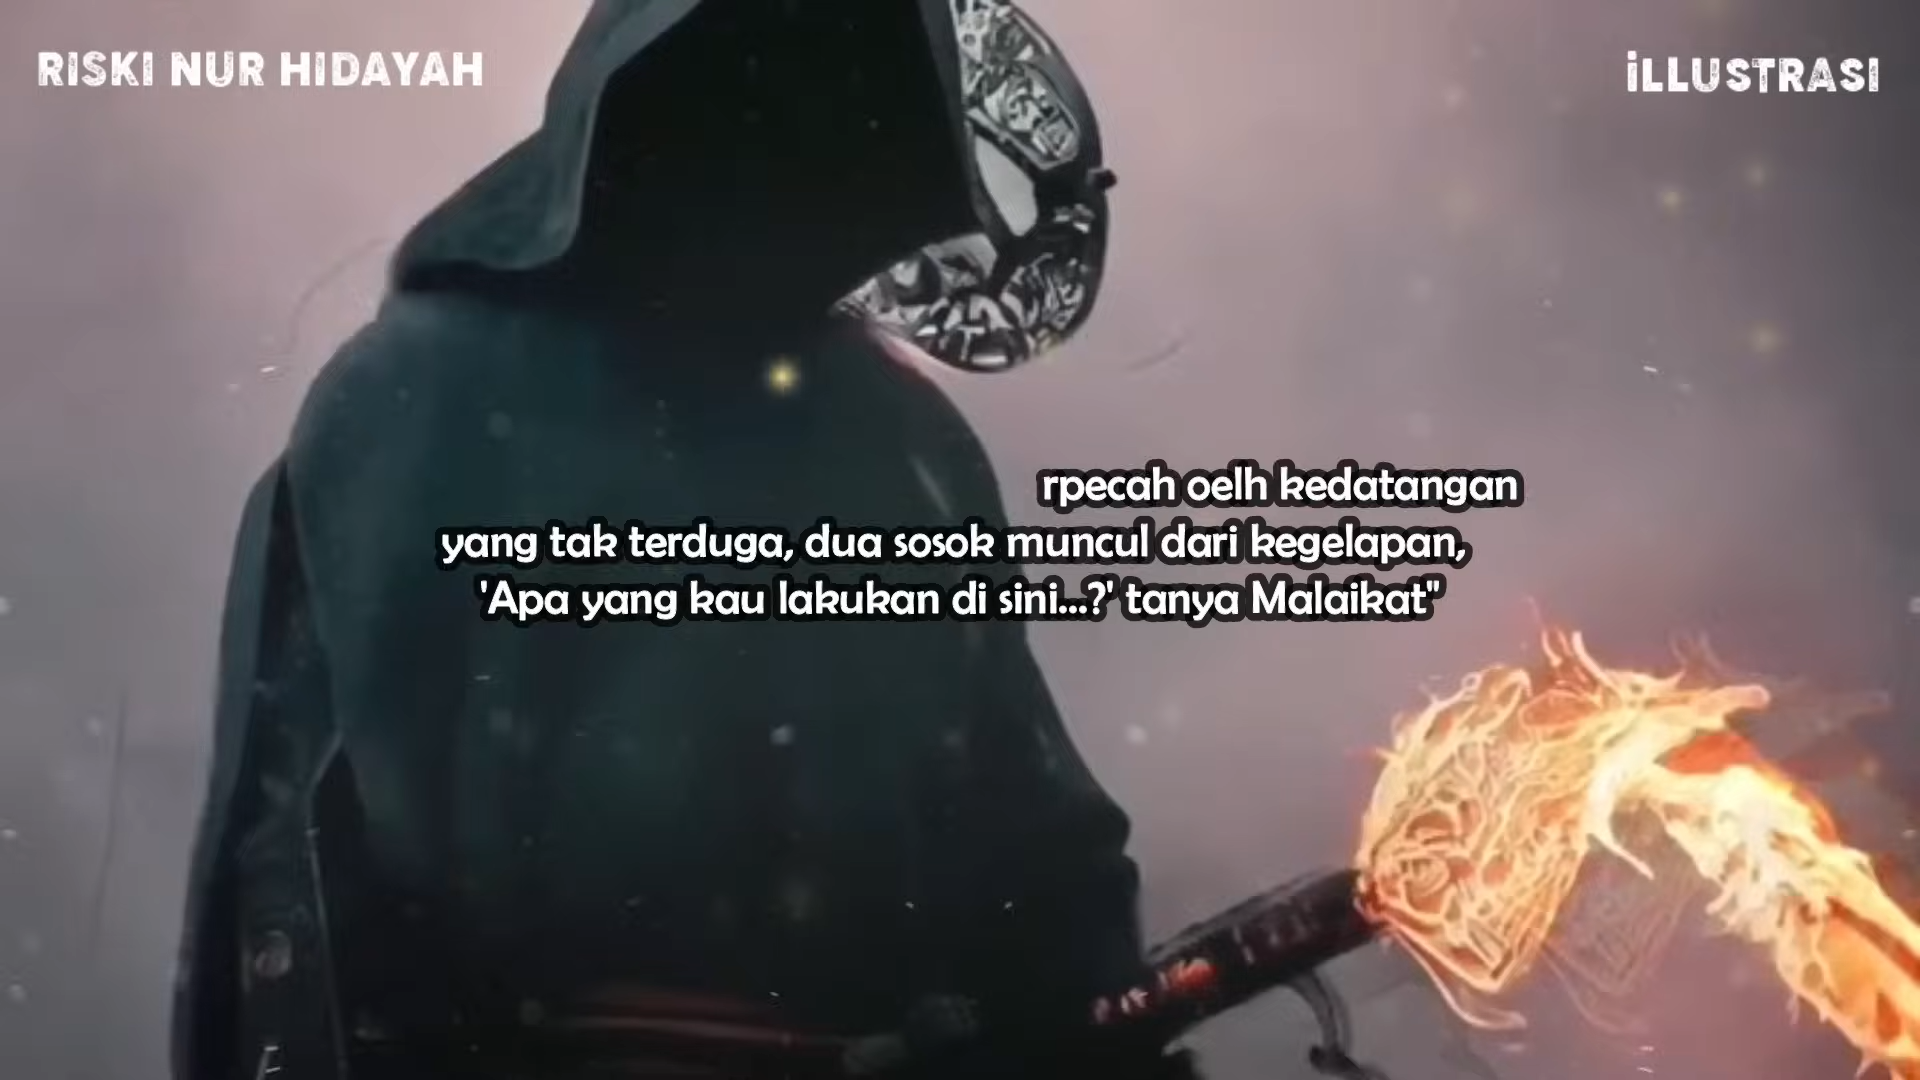 RISKI NUR HIDAYAH
iLLUSTRASI
rpecah oelh kedatangan
yang tak terduga, dua sosok muncul dari kegelapan,
'Apa yang kau lakukan di sini...?' tanya Malaikat"